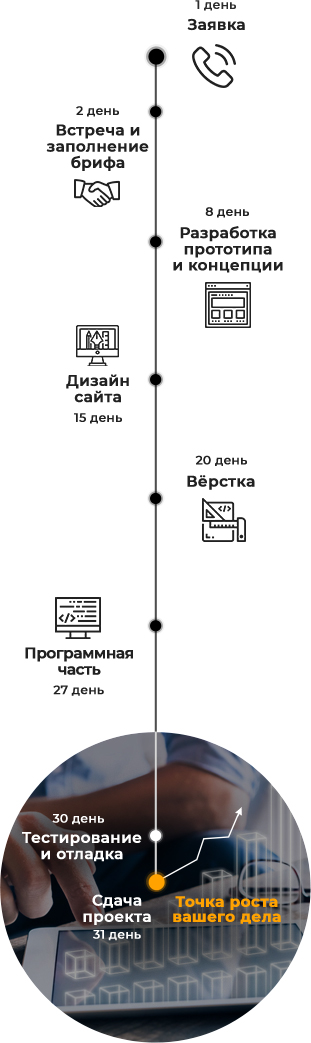 1 день
Заявка
2 день
Встреча и
заполнение
брифа
8 день
Разработка
прототипа
и концепции
Дизайн
сайта
15 день
20 день
Вёрстка
Программная
часть
27 день
30 день
Тестирование
и отладка
Сдача
проекта
31 день
Точка роста
вашего дела